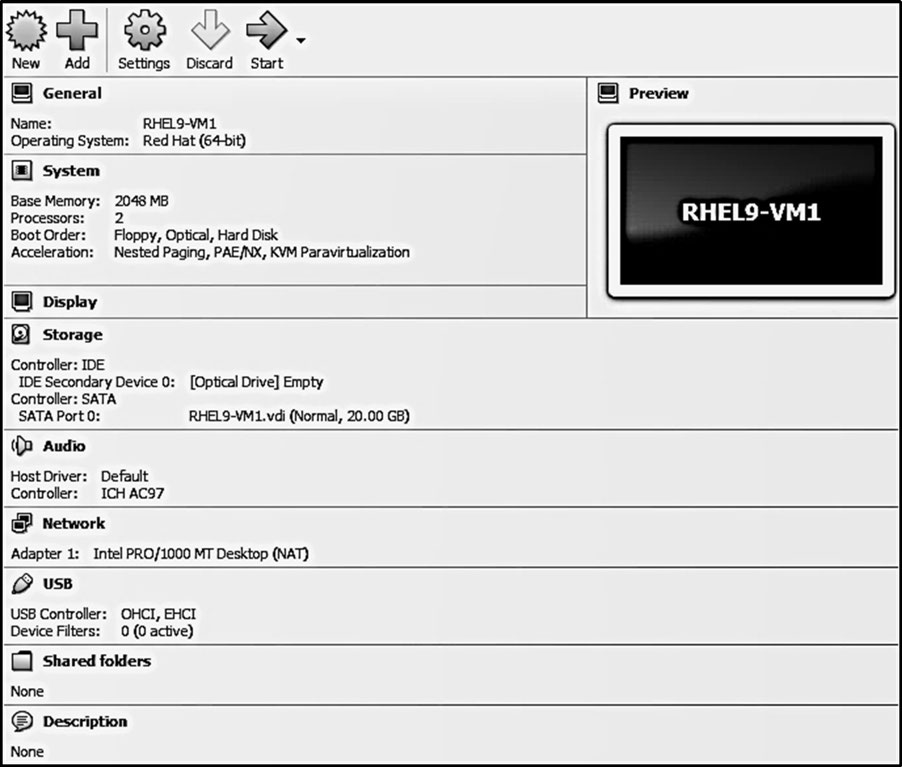 New Add Settings Discard Start
General
Name: RHEL9-VM1
Operating System: Red Hat (64-bit)
System
Base Memory: 2048 MB
Processors: 2
Boot Order: Floppy, Optical, Hard Disk
Acceleration: Nested Paging, PAE/NX, KVM Paravirtualization
Display
Preview
RHEL9-VM1
Storage
Controller: IDE
IDE Secondary Device 0: [Optical Drive] Empty
Controller: SATA
SATA Port 0: RHEL9-VM1.vdi (Normal, 20.00 GB)
Audio
Host Driver: Default
Controller: ICH AC97
Network
Adapter 1: Intel PRO/1000 MT Desktop (NAT)
USB
USB Controller: OHCI, EHCI
Device Filters: 0 (0 active)
Shared folders
None
Description
None